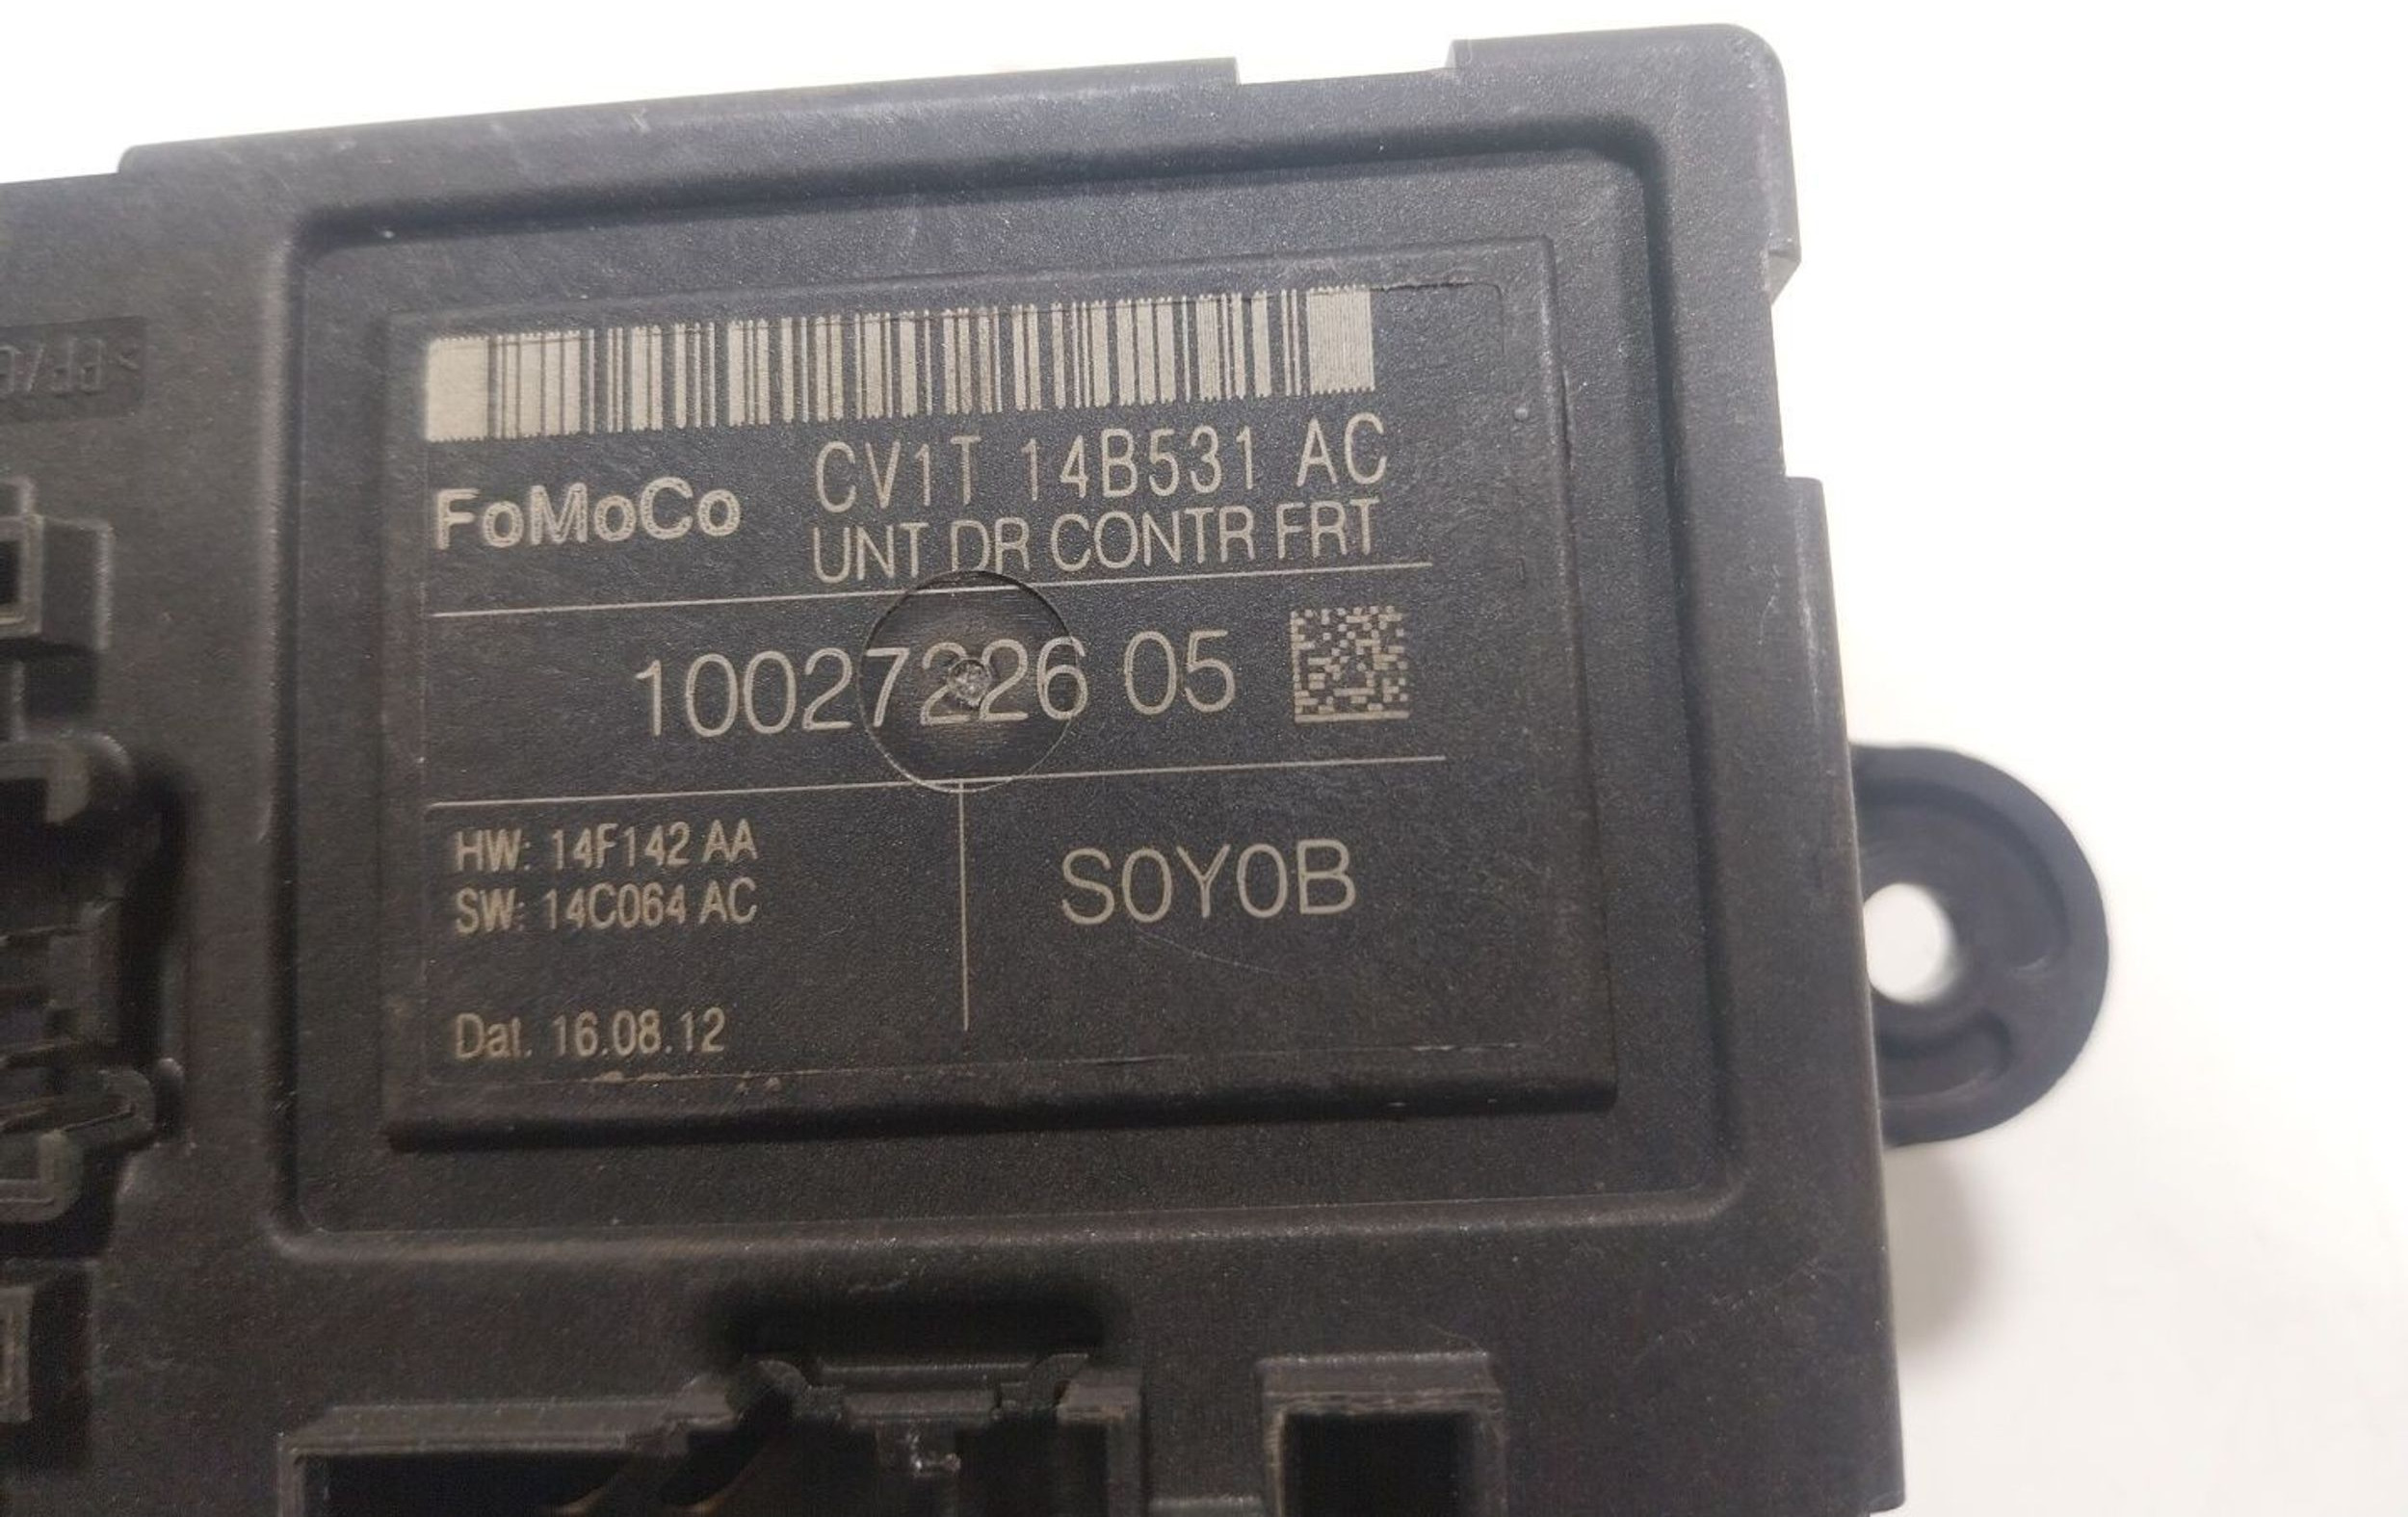 CV1T 14B531 AC
FoMoCo
UNT DR CONTR FRT
10027226 05
HW: 14F142 AA
SW: 14C064 AC
S0Y0B
Dat. 16.08.12